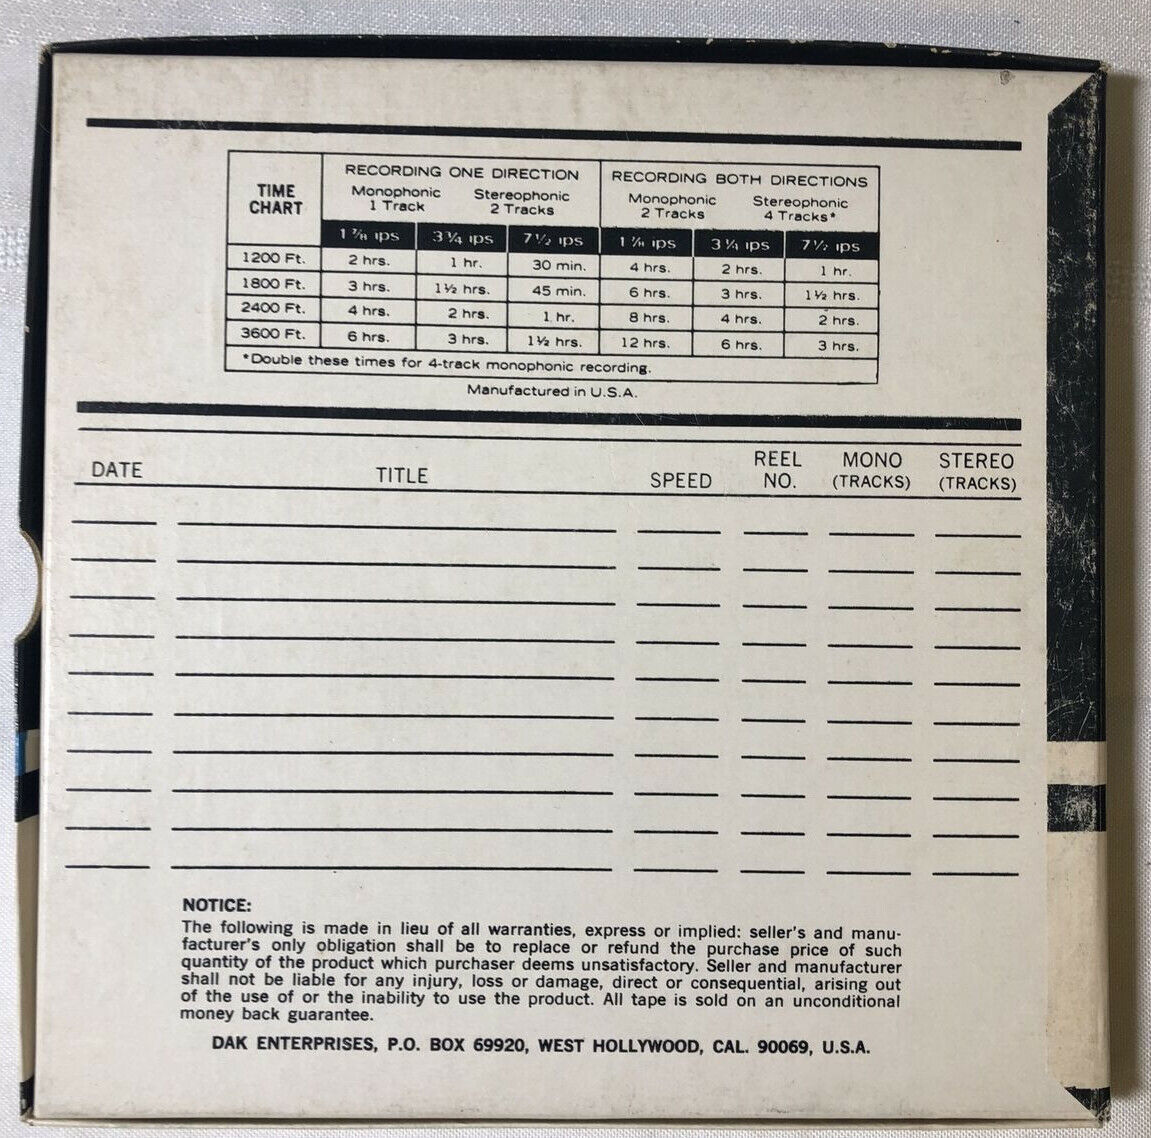 TIME CHART RECORDING ONE DIRECTION RECORDING BOTH DIRECTIONS
Monophonic 1 Track Stereophonic 2 Tracks Monophonic 2 Tracks Stereophonic 4 Tracks*
1 7/8 ips 3 3/4 ips 7 1/2 ips 1 7/8 ips 3 3/4 ips 7 1/2 ips
1200 Ft. 2 hrs. 1 hr. 30 min. 4 hrs. 2 hrs. 1 hr.
1800 Ft. 3 hrs. 1½ hrs. 45 min. 6 hrs. 3 hrs. 1½ hrs.
2400 Ft. 4 hrs. 2 hrs. 1 hr. 8 hrs. 4 hrs. 2 hrs.
3600 Ft. 6 hrs. 3 hrs. 1½ hrs. 12 hrs. 6 hrs. 3 hrs.
*Double these times for 4-track monophonic recording.
Manufactured in U.S.A.
DATE TITLE SPEED REEL NO. MONO (TRACKS) STEREO (TRACKS)
NOTICE:
The following is made in lieu of all warranties, express or implied: seller's and manu-
facturer's only obligation shall be to replace or refund the purchase price of such
quantity of the product which purchaser deems unsatisfactory. Seller and manufacturer
shall not be liable for any injury, loss or damage, direct or consequential, arising out
of the use of or the inability to use the product. All tape is sold on an unconditional
money back guarantee.
DAK ENTERPRISES, P.O. BOX 69920, WEST HOLLYWOOD, CAL. 90069, U.S.A.